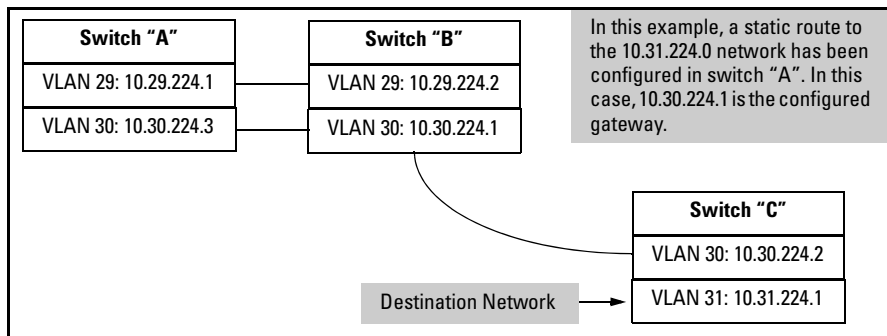 Switch “A”
VLAN 29: 10.29.224.1
VLAN 30: 10.30.224.3
Switch “B”
VLAN 29: 10.29.224.2
VLAN 30: 10.30.224.1
In this example, a static route to
the 10.31.224.0 network has been
configured in switch “A”. In this
case, 10.30.224.1 is the configured
gateway.
Switch “C”
VLAN 30: 10.30.224.2
VLAN 31: 10.31.224.1
Destination Network